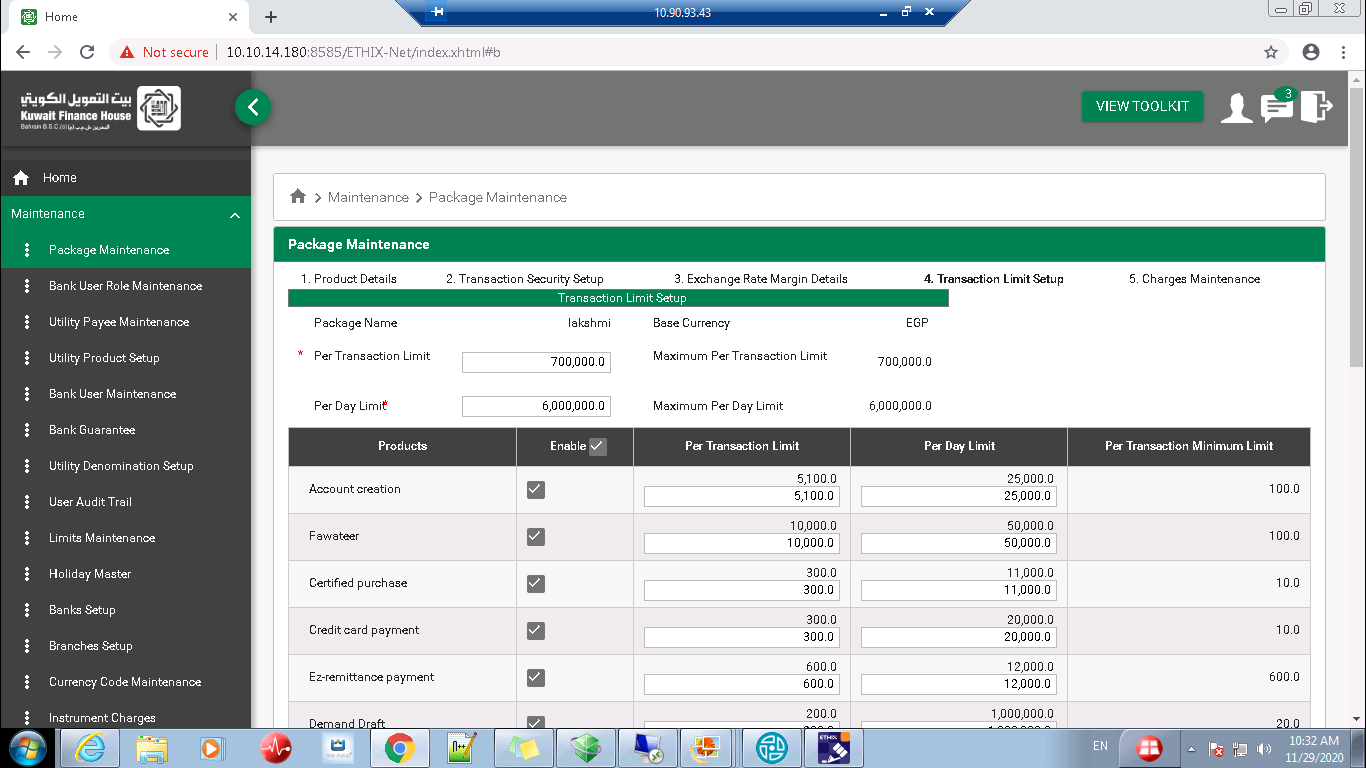 Home
10.90.93.43
Not secure
10.10.14.180:8585/ETHIX-Net/index.xhtml#b
بيت التمويل الكويتي
Kuwait Finance House
VIEW TOOLKIT
3
Home
Maintenance
Package Maintenance
Bank User Role Maintenance
Utility Payee Maintenance
Utility Product Setup
Bank User Maintenance
Bank Guarantee
Utility Denomination Setup
User Audit Trail
Limits Maintenance
Holiday Master
Banks Setup
Branches Setup
Currency Code Maintenance
Instrument Charges
Maintenance > Package Maintenance
Package Maintenance
1. Product Details 2. Transaction Security Setup 3. Exchange Rate Margin Details 4. Transaction Limit Setup 5. Charges Maintenance
Transaction Limit Setup
Package Name lakshmi Base Currency EGP
* Per Transaction Limit 700,000.0 Maximum Per Transaction Limit 700,000.0
Per Day Limit* 6,000,000.0 Maximum Per Day Limit 6,000,000.0
Products Enable Per Transaction Limit Per Day Limit Per Transaction Minimum Limit
5,100.0 25,000.0
Account creation 5,100.0 25,000.0 100.0
10,000.0 50,000.0
Fawateer 10,000.0 50,000.0 100.0
300.0 11,000.0
Certified purchase 300.0 11,000.0 10.0
300.0 20,000.0
Credit card payment 300.0 20,000.0 10.0
600.0 12,000.0
Ez-remittance payment 600.0 12,000.0 600.0
200.0 1,000,000.0
Demand Draft 20.0
EN
10:32 AM
11/29/2020